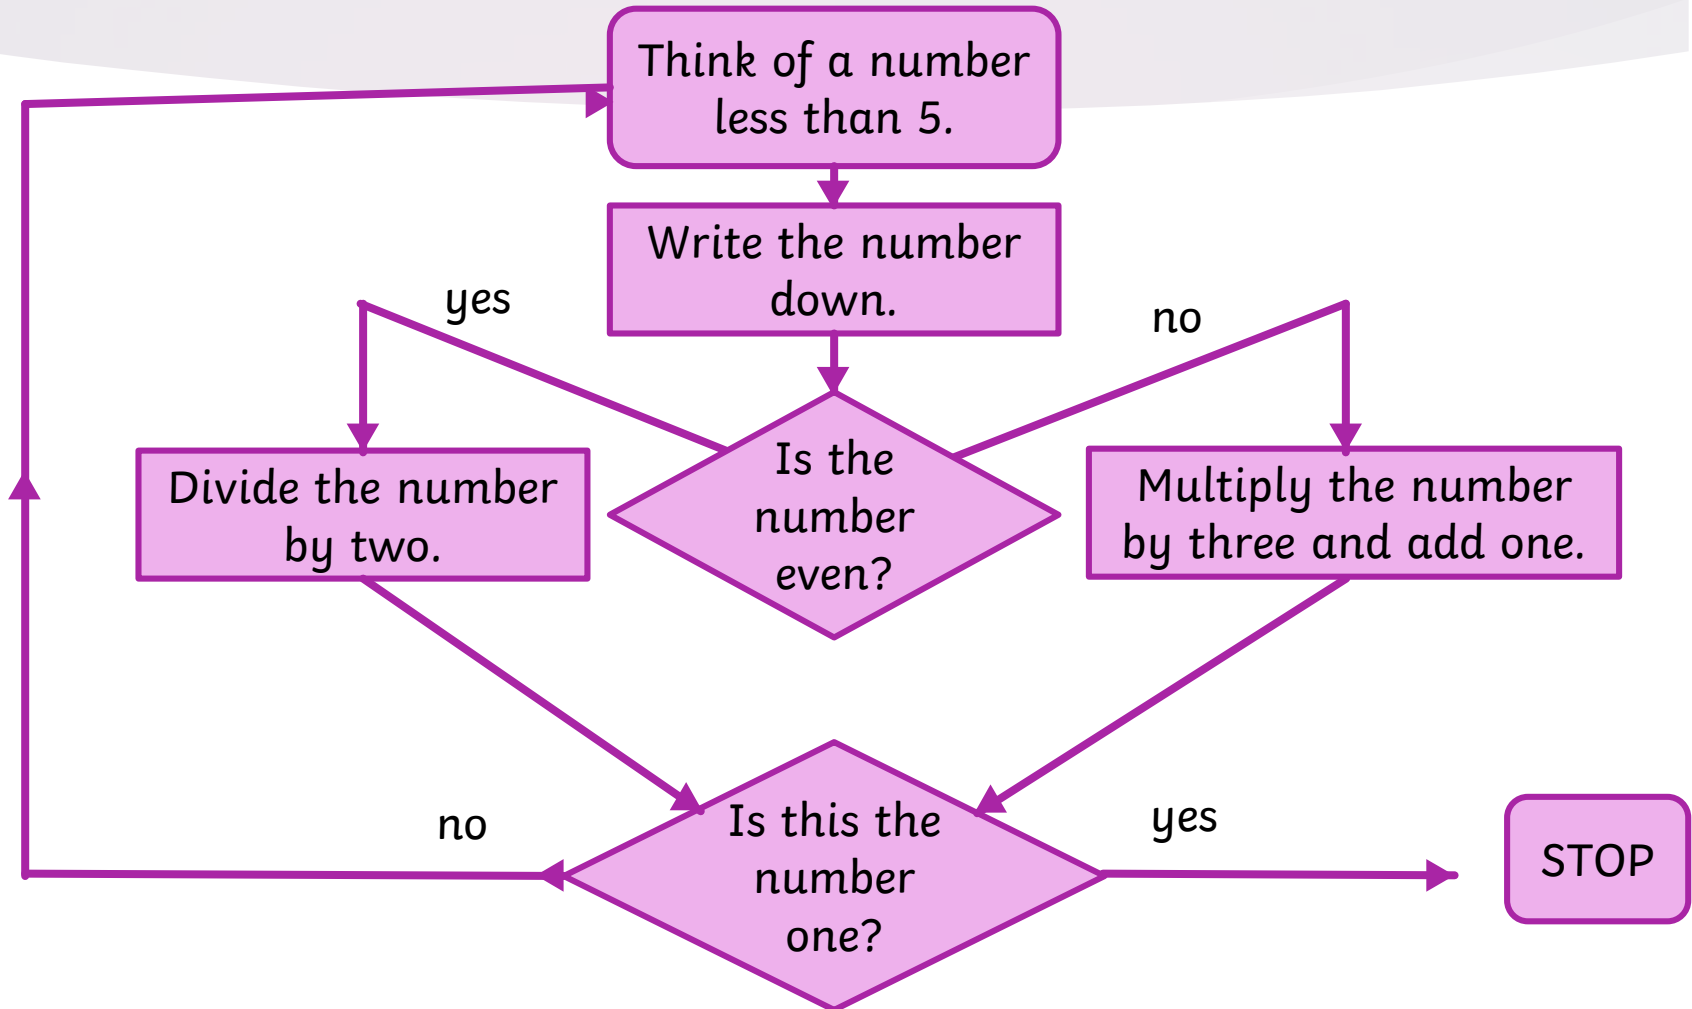 Think of a number
less than 5.
Write the number
down.
yes
no
Is the
number
even?
Divide the number
by two.
Multiply the number
by three and add one.
no
Is this the
number
one?
yes
STOP